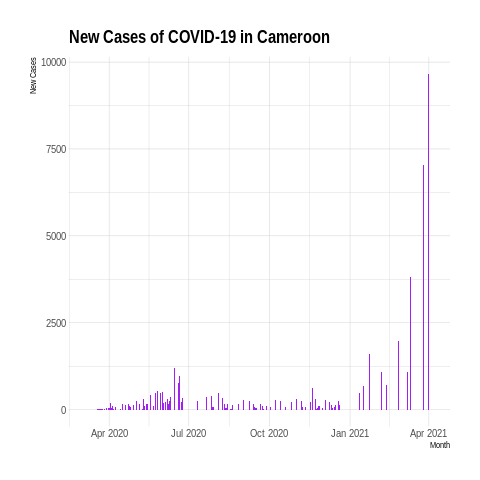 New Cases of COVID-19 in Cameroon
New Cases
10000
7500
5000
2500
0
Apr 2020 Jul 2020 Oct 2020 Jan 2021 Apr 2021
Month